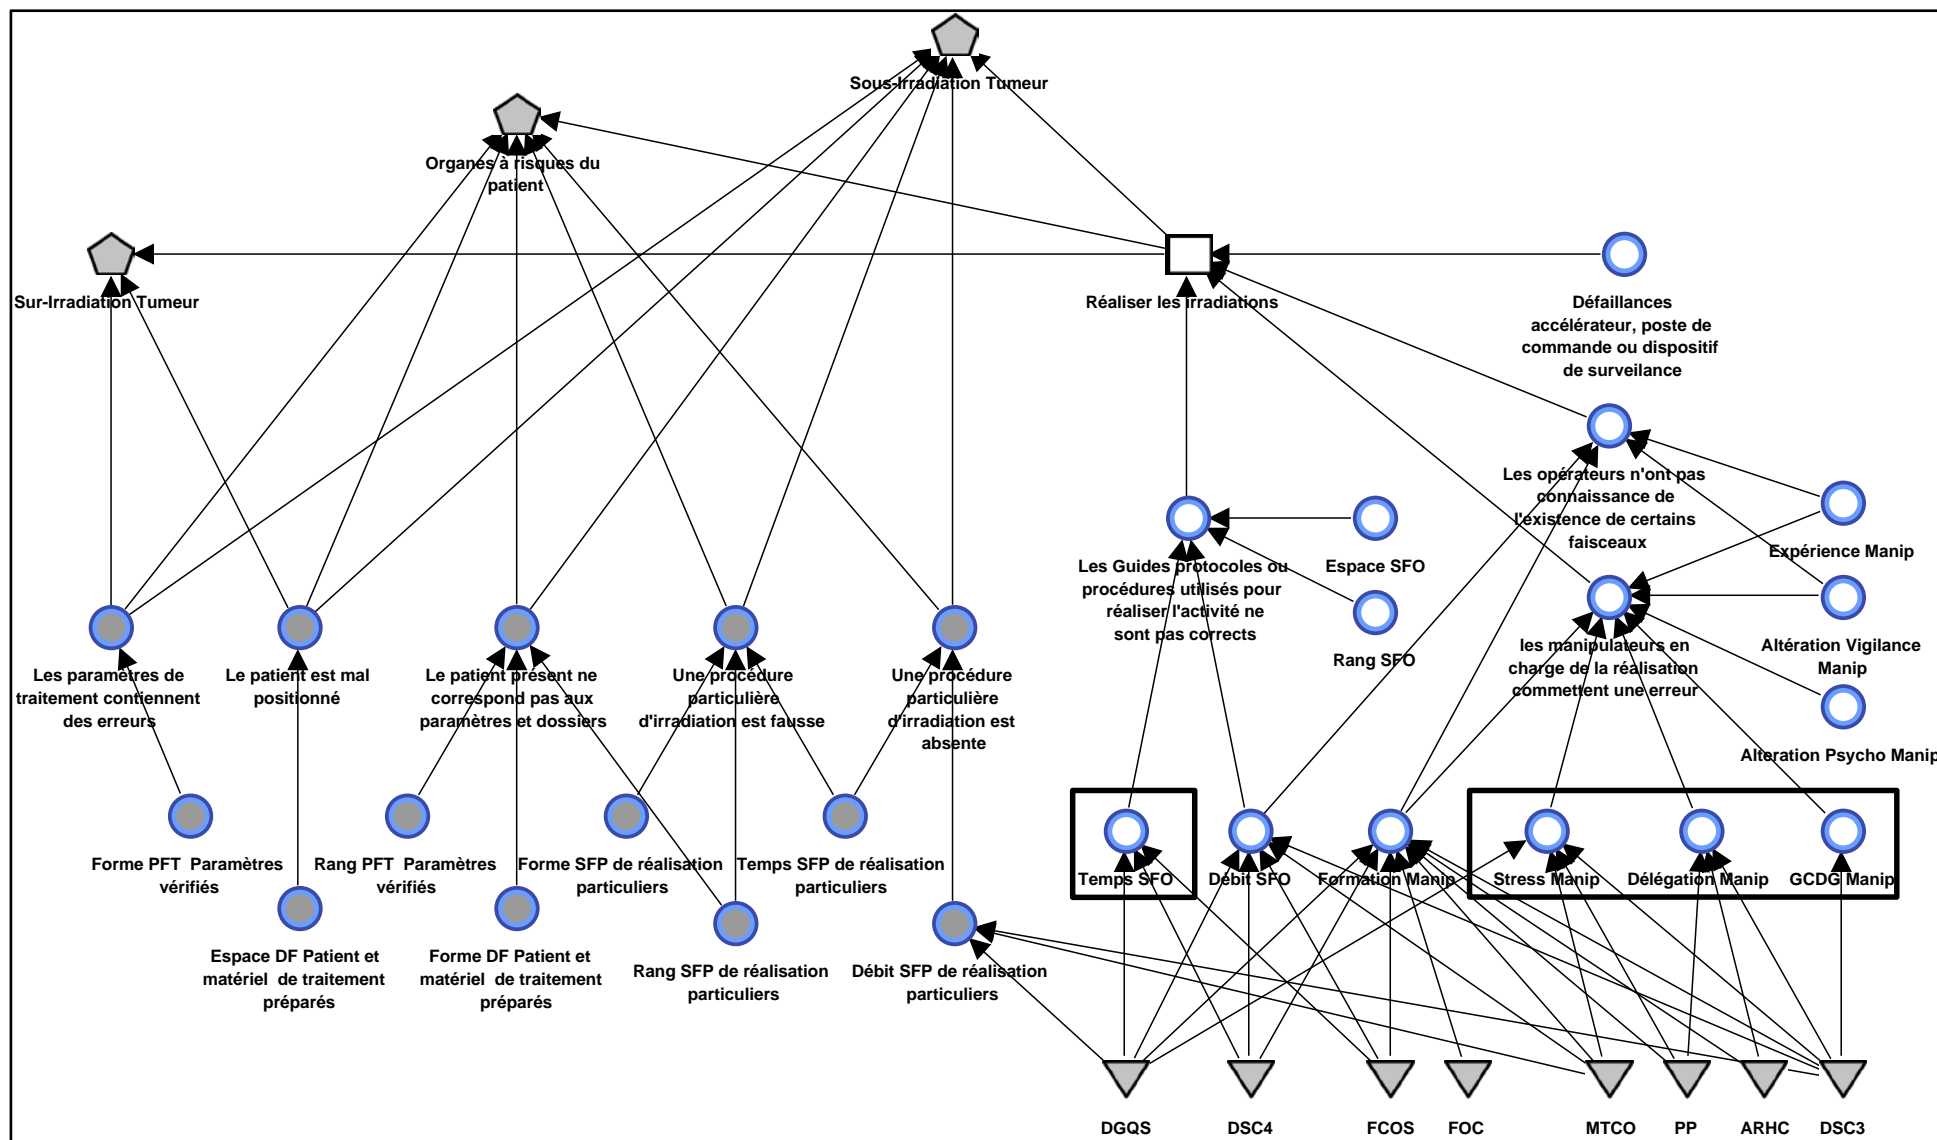 Sous-Irradiation Tumeur
Organes à risques du
patient
Sur-Irradiation Tumeur
Réaliser les irradiations
Défaillances
accélérateur, poste de
commande ou dispositif
de surveilance
Les opérateurs n'ont pas
connaissance de
l'existence de certains
faisceaux
Expérience Manip
Les Guides protocoles ou
procédures utilisés pour
réaliser l'activité ne
sont pas corrects
Espace SFO
Rang SFO
les manipulateurs en
charge de la réalisation
commettent une erreur
Altération Vigilance
Manip
Alteration Psycho Manip
Les paramètres de
traitement contiennent
des erreurs
Le patient est mal
positionné
Le patient présent ne
correspond pas aux
paramètres et dossiers
Une procédure
particulière
d'irradiation est fausse
Une procédure
particulière
d'irradiation est
absente
Forme PFT  Paramètres
vérifiés
Rang PFT  Paramètres
vérifiés
Forme SFP de réalisation
particuliers
Temps SFP de réalisation
particuliers
Temps SFO
Débit SFO
Formation Manip
Stress Manip
Délégation Manip
GCDG Manip
Espace DF Patient et
matériel  de traitement
préparés
Forme DF Patient et
matériel  de traitement
préparés
Rang SFP de réalisation
particuliers
Débit SFP de réalisation
particuliers
DGQS
DSC4
FCOS
FOC
MTCO
PP
ARHC
DSC3